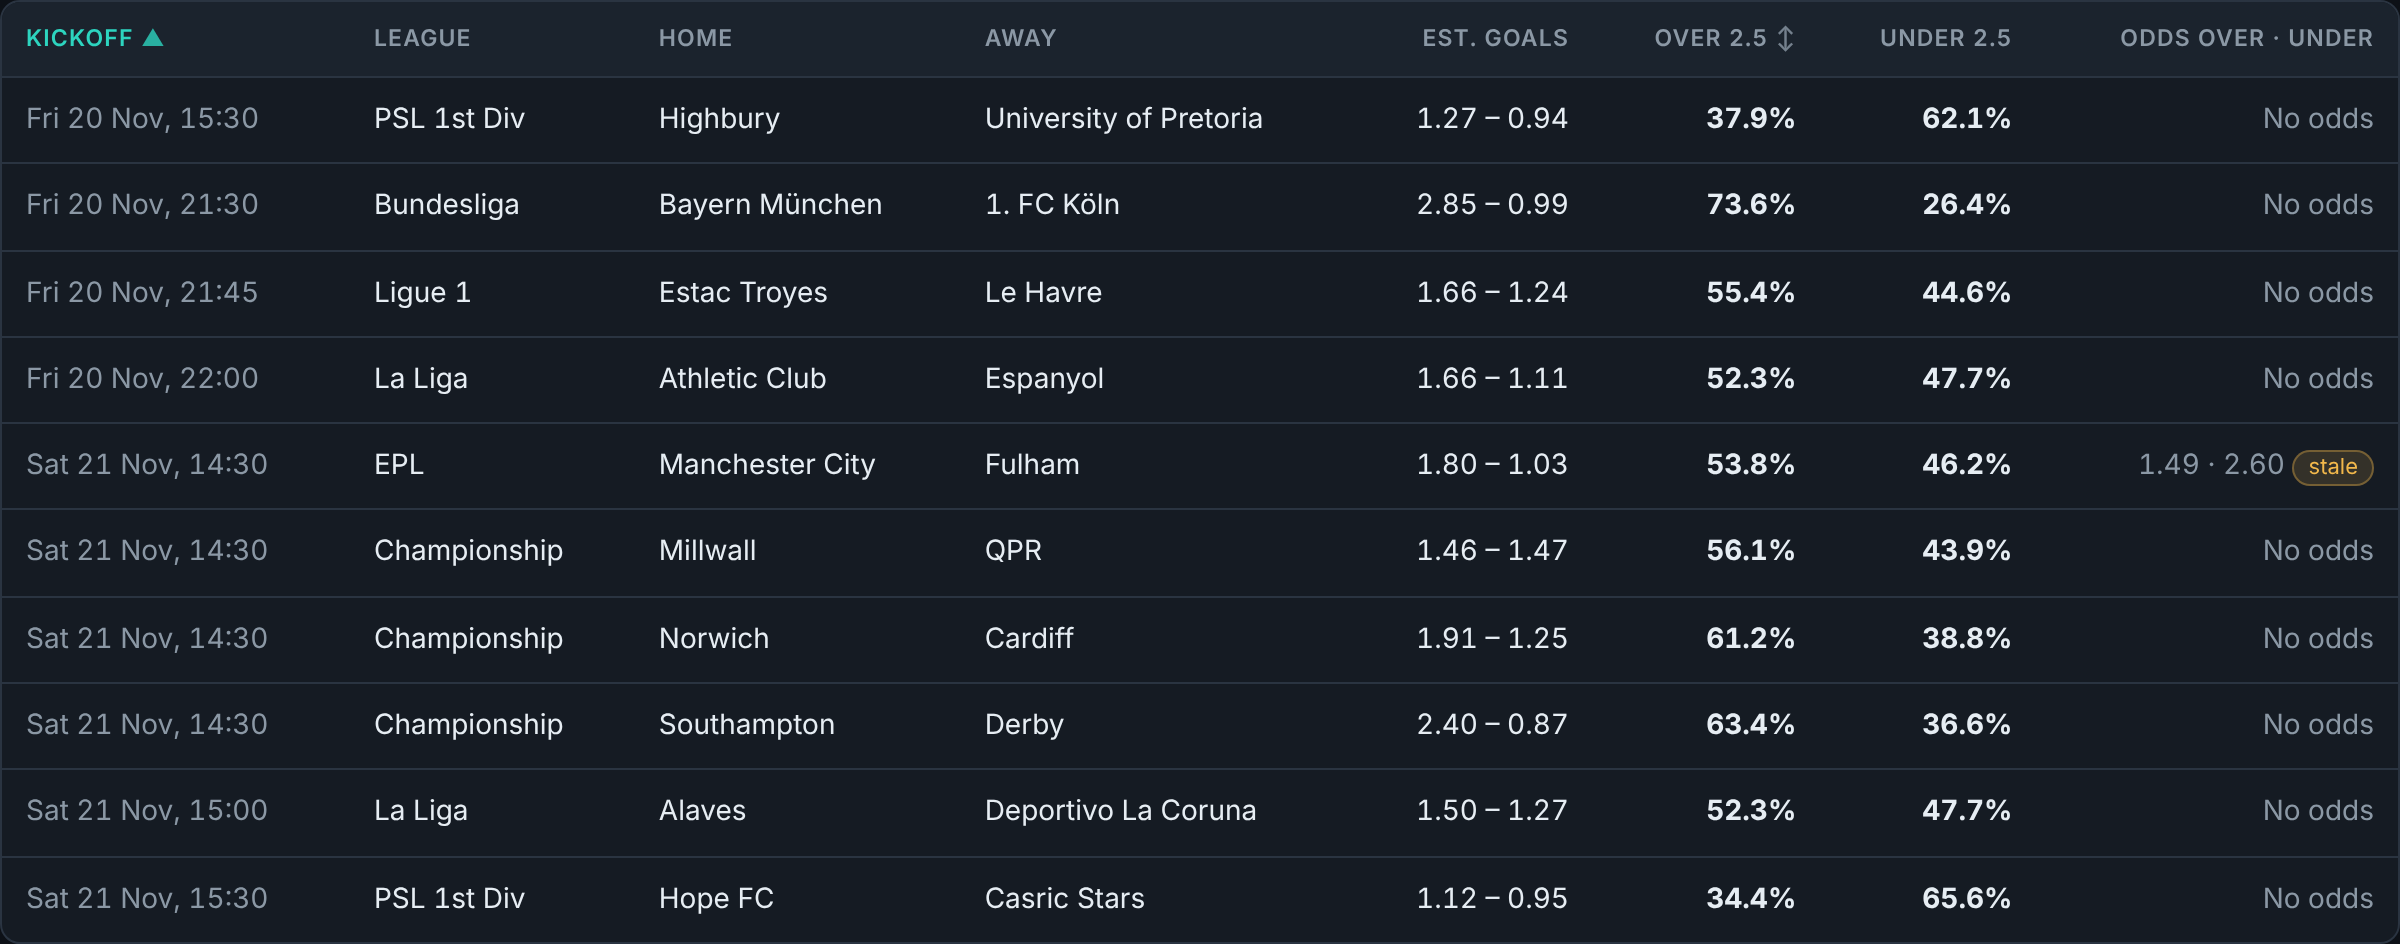 KICKOFF ▲ LEAGUE HOME AWAY EST. GOALS OVER 2.5 ↕ UNDER 2.5 ODDS OVER · UNDER
Fri 20 Nov, 15:30 PSL 1st Div Highbury University of Pretoria 1.27 – 0.94 37.9% 62.1% No odds
Fri 20 Nov, 21:30 Bundesliga Bayern München 1. FC Köln 2.85 – 0.99 73.6% 26.4% No odds
Fri 20 Nov, 21:45 Ligue 1 Estac Troyes Le Havre 1.66 – 1.24 55.4% 44.6% No odds
Fri 20 Nov, 22:00 La Liga Athletic Club Espanyol 1.66 – 1.11 52.3% 47.7% No odds
Sat 21 Nov, 14:30 EPL Manchester City Fulham 1.80 – 1.03 53.8% 46.2% 1.49 · 2.60 stale
Sat 21 Nov, 14:30 Championship Millwall QPR 1.46 – 1.47 56.1% 43.9% No odds
Sat 21 Nov, 14:30 Championship Norwich Cardiff 1.91 – 1.25 61.2% 38.8% No odds
Sat 21 Nov, 14:30 Championship Southampton Derby 2.40 – 0.87 63.4% 36.6% No odds
Sat 21 Nov, 15:00 La Liga Alaves Deportivo La Coruna 1.50 – 1.27 52.3% 47.7% No odds
Sat 21 Nov, 15:30 PSL 1st Div Hope FC Casric Stars 1.12 – 0.95 34.4% 65.6% No odds